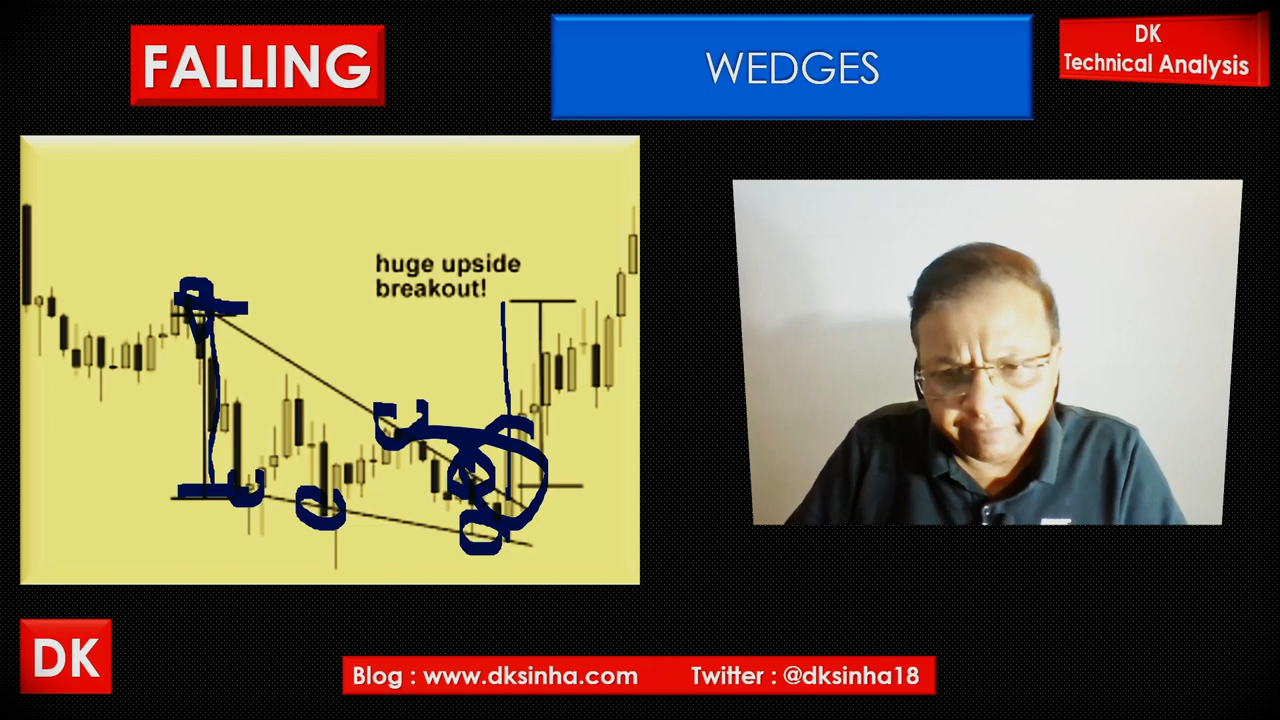 FALLING
WEDGES
DK
Technical Analysis
huge upside
breakout!
DK
Blog : www.dksinha.com Twitter : @dksinha18